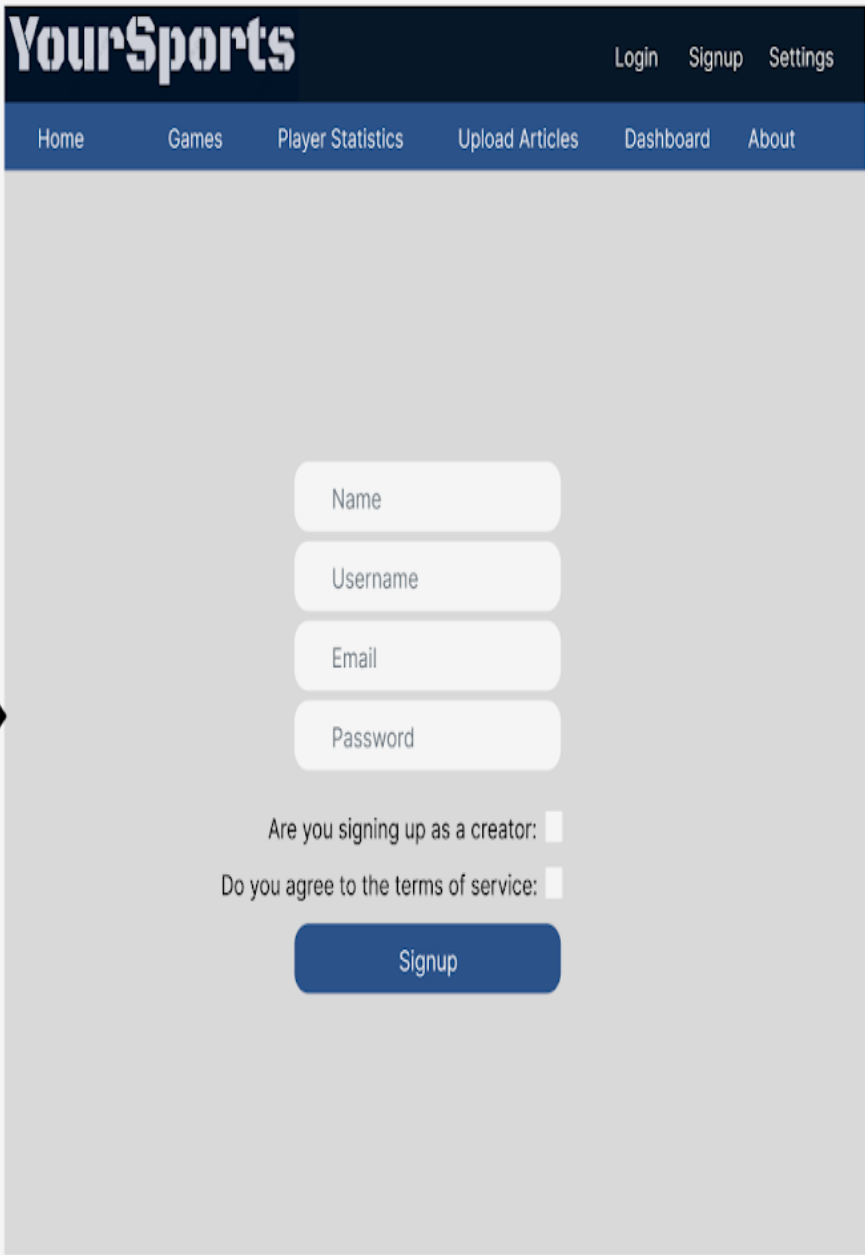 YourSports
Login Signup Settings
Home Games Player Statistics Upload Articles Dashboard About
Name
Username
Email
Password
Are you signing up as a creator:
Do you agree to the terms of service:
Signup